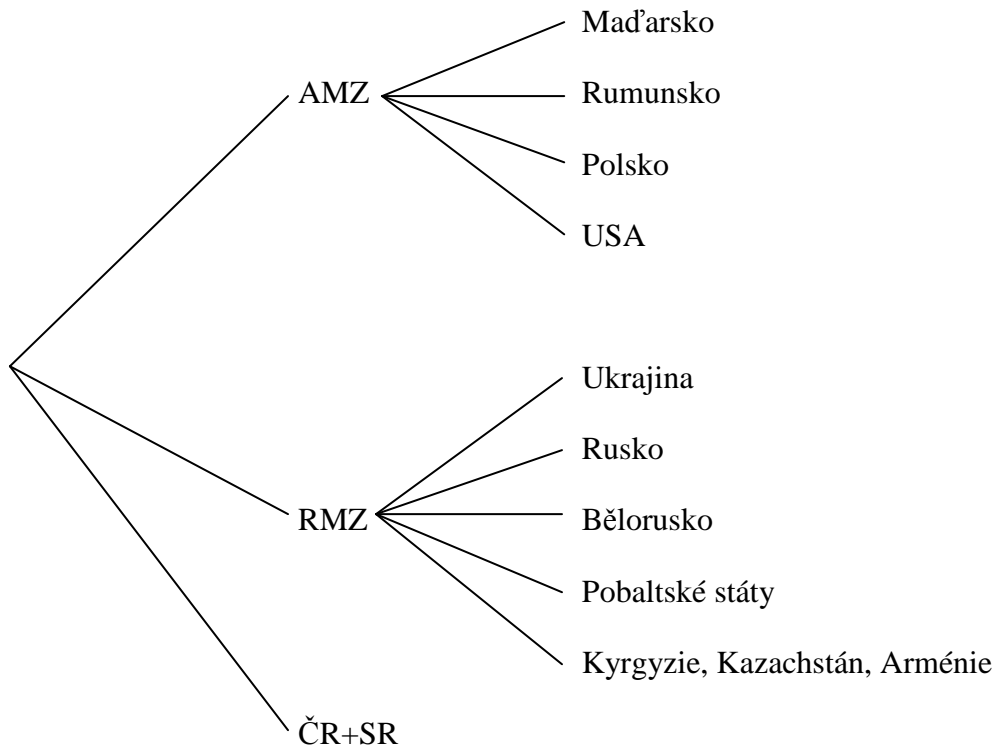 Maďarsko
AMZ
Rumunsko
Polsko
USA
Ukrajina
Rusko
RMZ
Bělorusko
Pobaltské státy
Kyrgyzie, Kazachstán, Arménie
ČR+SR